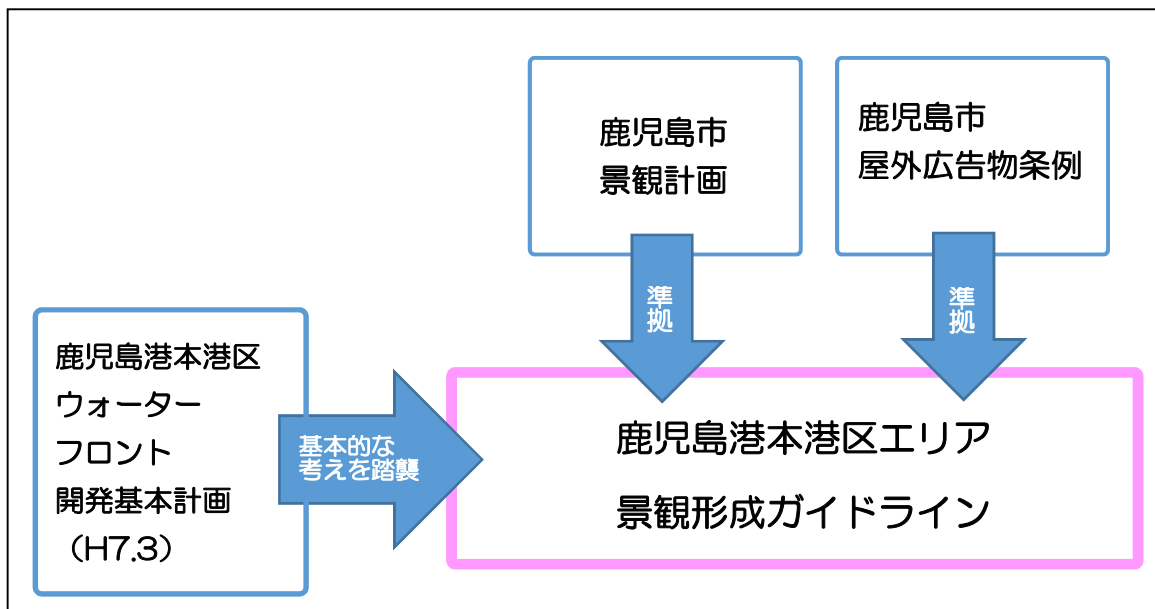 鹿児島市
景観計画
鹿児島市
屋外広告物条例
準拠
準拠
鹿児島港本港区
ウォーター
フロント
開発基本計画
（H7.3）
基本的な
考えを踏襲
鹿児島港本港区エリア
景観形成ガイドライン